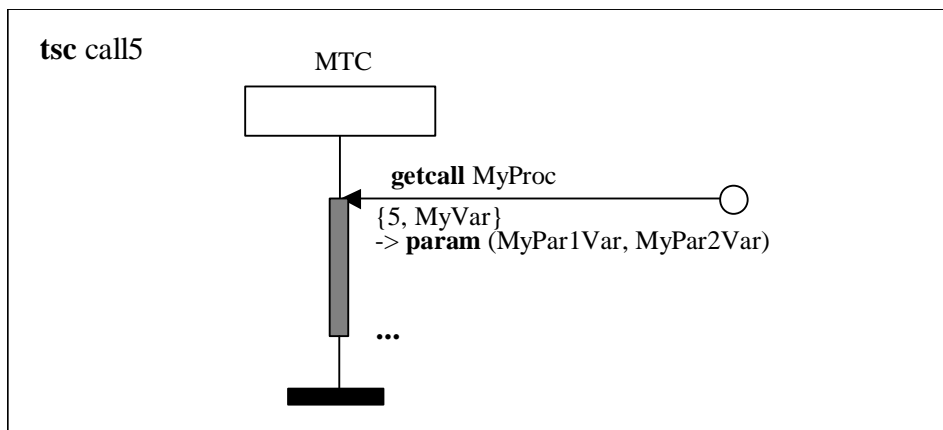 tsc call5
MTC
getcall MyProc
{5, MyVar}
-> param (MyPar1Var, MyPar2Var)
...